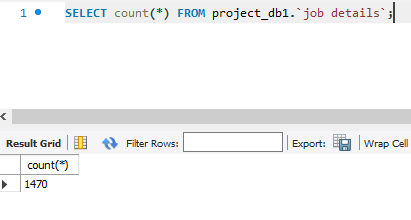 1 SELECT count(*) FROM project_db1.`job details`;
Result Grid Filter Rows: Export: Wrap Cell
count(*)
1470